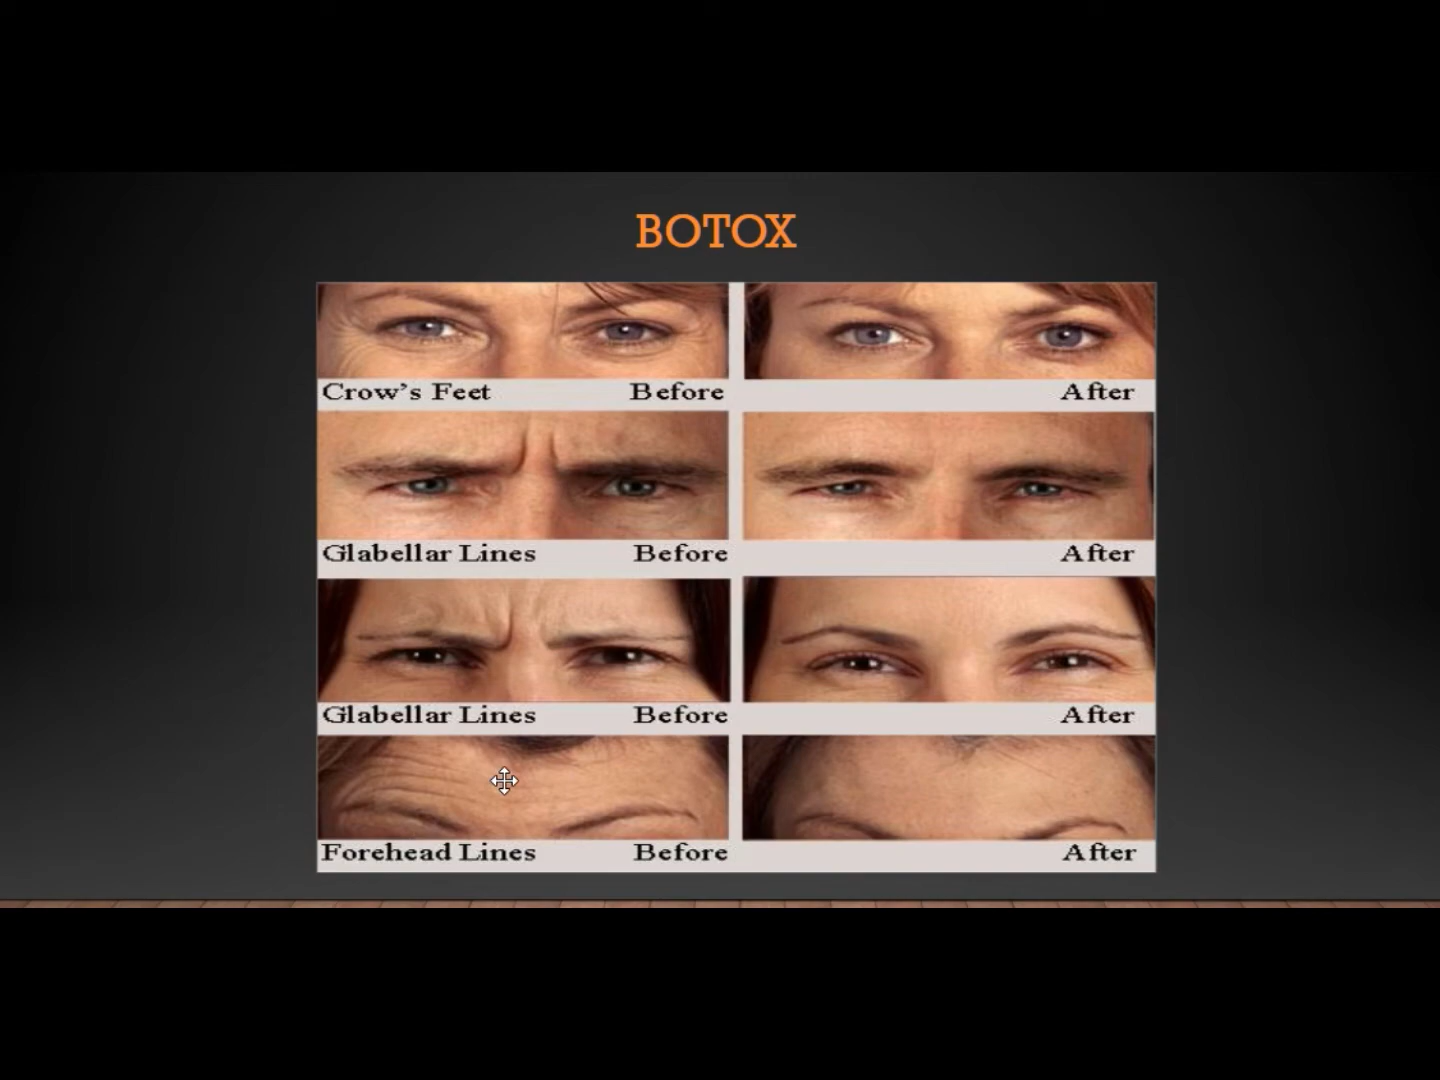 BOTOX
Crow's Feet Before After
Glabellar Lines Before After
Glabellar Lines Before After
Forehead Lines Before After